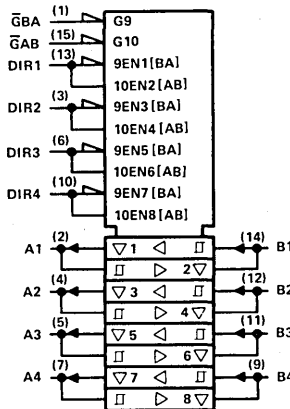 G̅BA (1) G9
G̅AB (15) G10
DIR1 (13) 9EN1[BA]
10EN2[AB]
DIR2 (3) 9EN3[BA]
10EN4[AB]
DIR3 (6) 9EN5[BA]
10EN6[AB]
DIR4 (10) 9EN7[BA]
10EN8[AB]
A1 (2) ▽1 ◁ (14) B1
▷ 2▽
A2 (4) ▽3 ◁ (12) B2
▷ 4▽
A3 (5) ▽5 ◁ (11) B3
▷ 6▽
A4 (7) ▽7 ◁ (9) B4
▷ 8▽